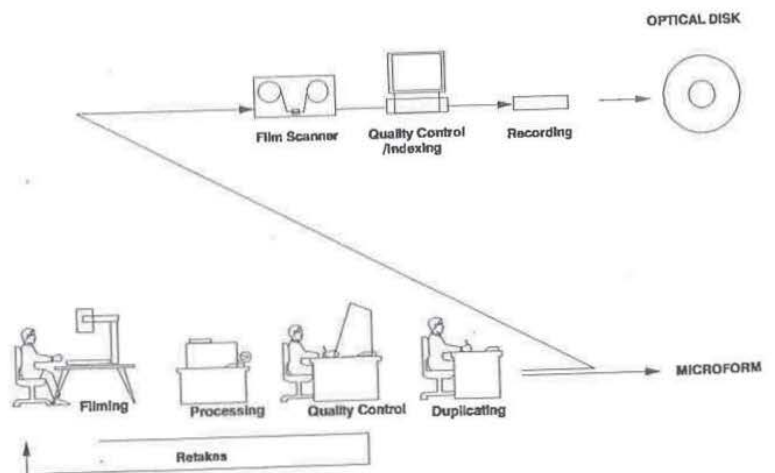 OPTICAL DISK
Film Scanner
Quality Control
/Indexing
Recording
MICROFORM
Filming
Processing
Quality Control
Duplicating
Retakes